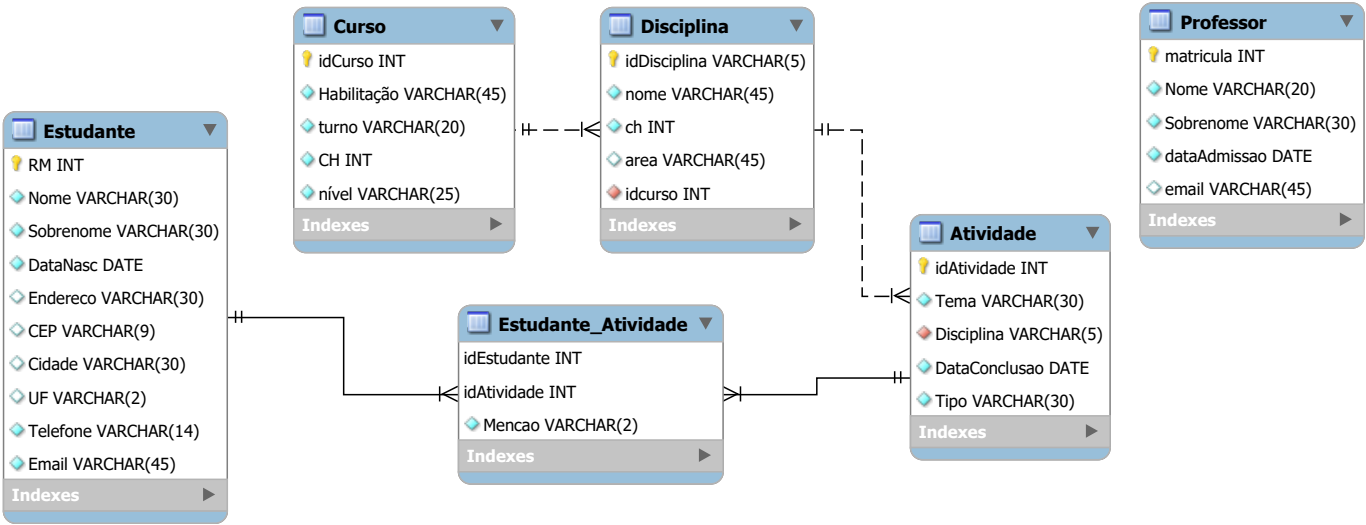 Curso
idCurso INT
Habilitação VARCHAR(45)
turno VARCHAR(20)
CH INT
nível VARCHAR(25)
Indexes
Disciplina
idDisciplina VARCHAR(5)
nome VARCHAR(45)
ch INT
area VARCHAR(45)
idcurso INT
Indexes
Professor
matricula INT
Nome VARCHAR(20)
Sobrenome VARCHAR(30)
dataAdmissao DATE
email VARCHAR(45)
Indexes
Estudante
RM INT
Nome VARCHAR(30)
Sobrenome VARCHAR(30)
DataNasc DATE
Endereco VARCHAR(30)
CEP VARCHAR(9)
Cidade VARCHAR(30)
UF VARCHAR(2)
Telefone VARCHAR(14)
Email VARCHAR(45)
Indexes
Estudante_Atividade
idEstudante INT
idAtividade INT
Mencao VARCHAR(2)
Indexes
Atividade
idAtividade INT
Tema VARCHAR(30)
Disciplina VARCHAR(5)
DataConclusao DATE
Tipo VARCHAR(30)
Indexes